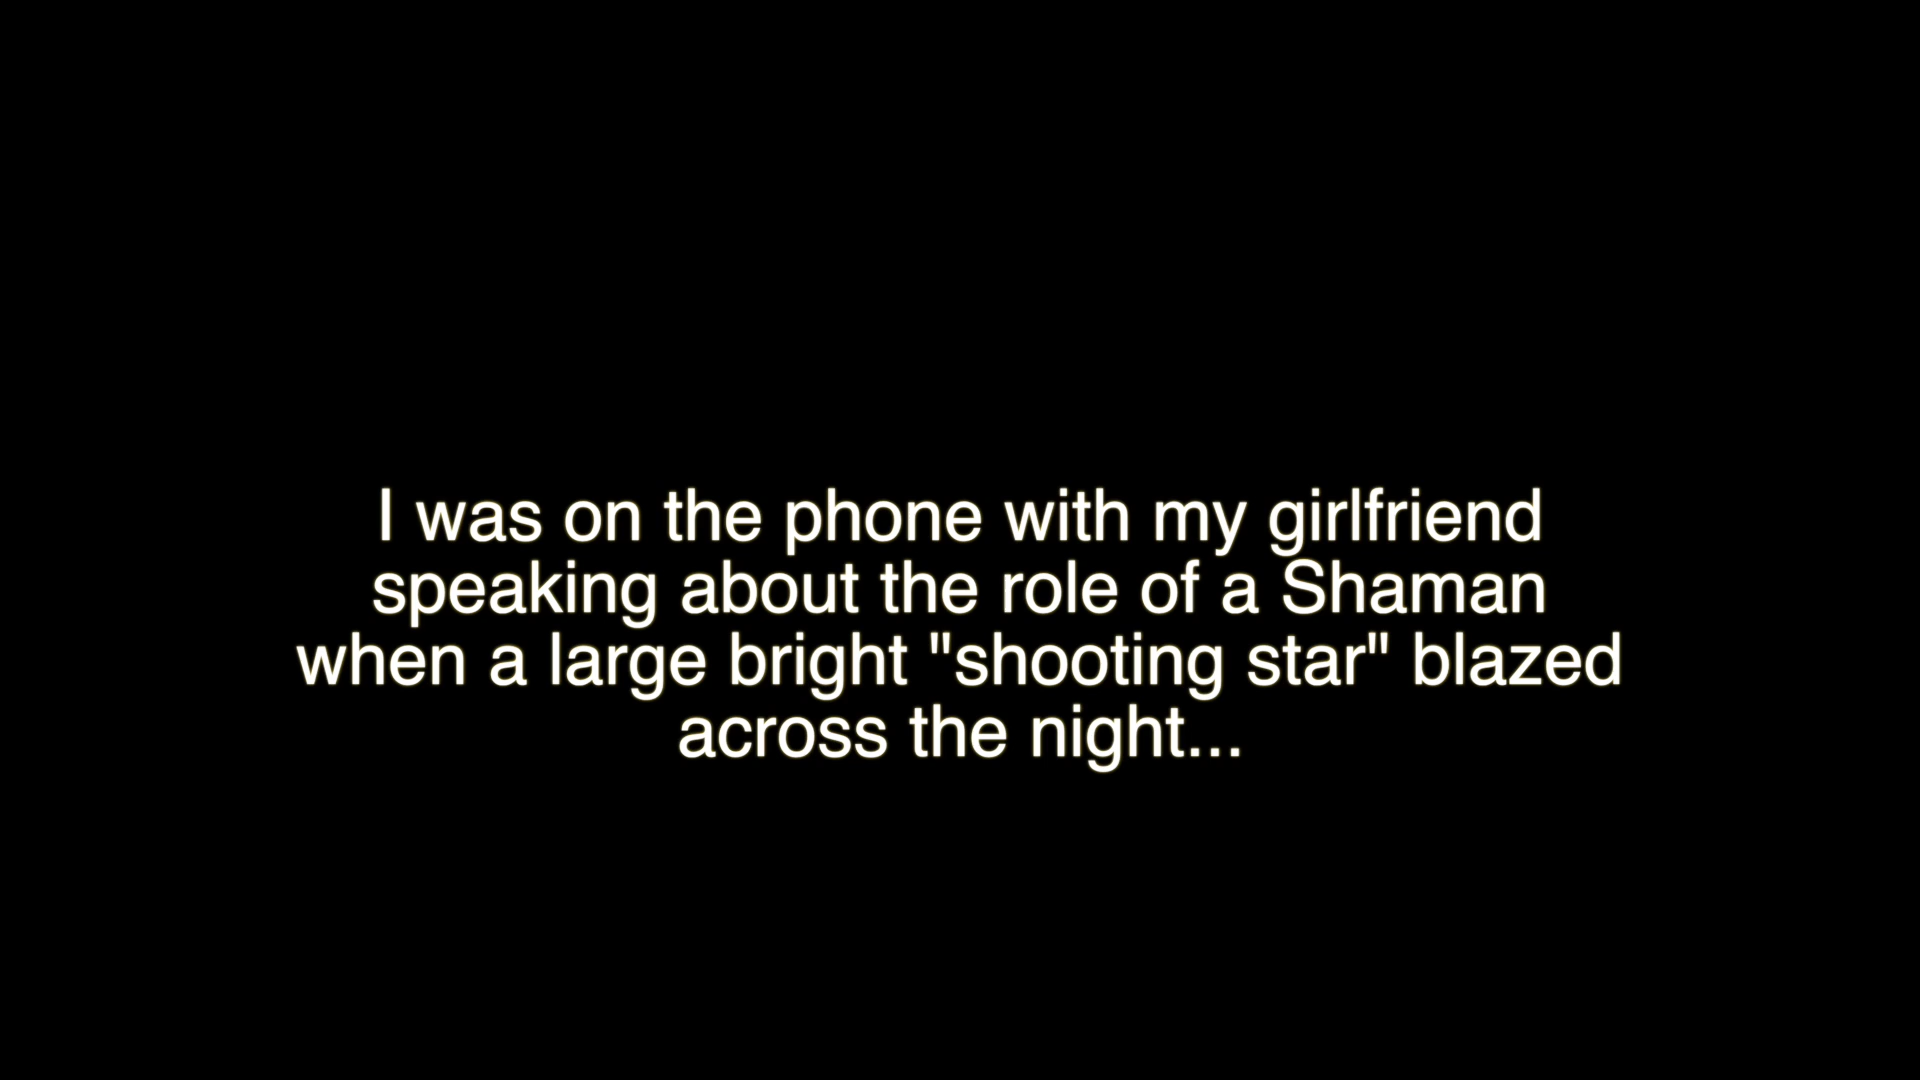 I was on the phone with my girlfriend
speaking about the role of a Shaman
when a large bright "shooting star" blazed
across the night...